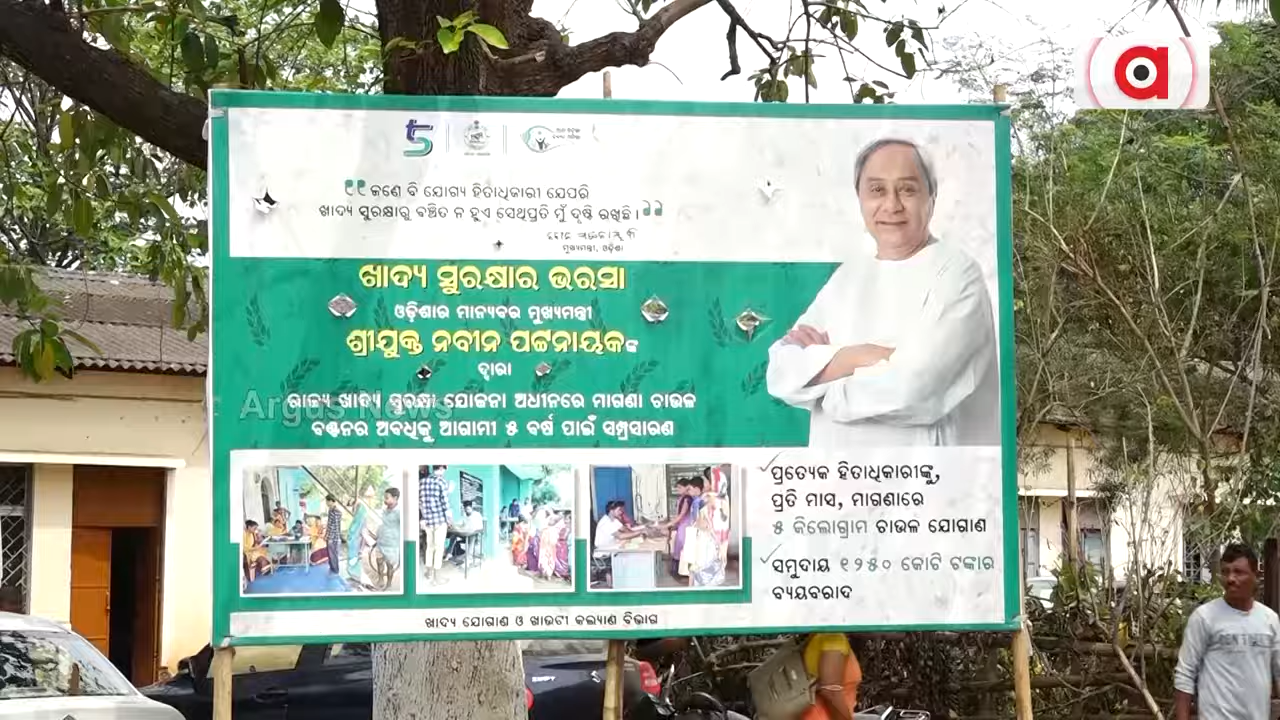 a
5
❝କଣେ ବି ଯୋଗ୍ୟ ହିତାଧିକାରୀ ଯେପରି
ଖାଦ୍ୟ ସୁରକ୍ଷାରୁ ବଞ୍ଚିତ ନ ହୁଏ ସେଥିପ୍ରତି ମୁଁ ଦୃଷ୍ଟି ରଖିଛି।❞
ମୁଖ୍ୟମନ୍ତ୍ରୀ, ଓଡ଼ିଶା
ଖାଦ୍ୟ ସୁରକ୍ଷାର ଭରସା
ଓଡ଼ିଶାର ମାନ୍ୟବର ମୁଖ୍ୟମନ୍ତ୍ରୀ
ଶ୍ରୀଯୁକ୍ତ ନବୀନ ପଟ୍ଟନାୟକଙ୍କ
ଦ୍ୱାରା
ରାଜ୍ୟ ଖାଦ୍ୟ ସୁରକ୍ଷା ଯୋଜନା ଅଧୀନରେ ମାଗଣା ଚାଉଳ
ବଣ୍ଟନର ଅବଧିକୁ ଆଗାମୀ ୫ ବର୍ଷ ପାଇଁ ସମ୍ପ୍ରସାରଣ
Argus News
ପ୍ରତ୍ୟେକ ହିତାଧିକାରୀଙ୍କୁ,
ପ୍ରତି ମାସ, ମାଗଣାରେ
୫ କିଲୋଗ୍ରାମ ଚାଉଳ ଯୋଗାଣ
ସମୁଦାୟ ୧୨୫୦ କୋଟି ଟଙ୍କାର
ବ୍ୟୟବରାଦ
ଖାଦ୍ୟ ଯୋଗାଣ ଓ ଖାଉଟୀ କଲ୍ୟାଣ ବିଭାଗ